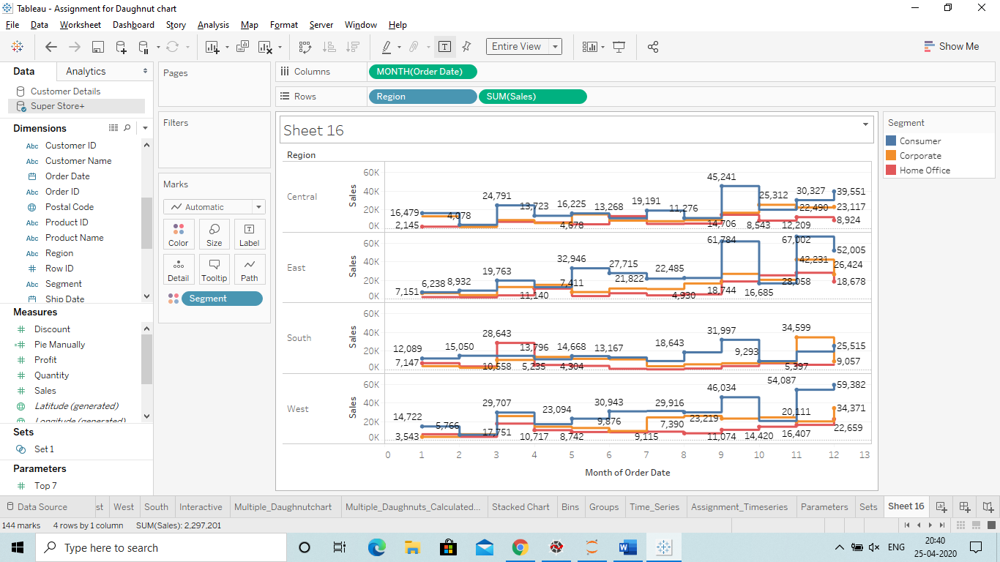 Tableau - Assignment for Daughnut chart
File Data Worksheet Dashboard Story Analysis Map Format Server Window Help
Entire View Show Me
Data Analytics
Customer Details
Super Store+
Dimensions
Abc Customer ID
Abc Customer Name
Order Date
Abc Order ID
Postal Code
Abc Product ID
Abc Product Name
Abc Region
# Row ID
Abc Segment
Ship Date
Measures
# Discount
=# Pie Manually
# Profit
# Quantity
# Sales
Latitude (generated)
Longitude (generated)
Sets
Set 1
Parameters
# Top 7
Pages
Filters
Marks
Automatic
Color Size Label
Detail Tooltip Path
Segment
Columns MONTH(Order Date)
Rows Region SUM(Sales)
Sheet 16
Region
Central
Sales
60K
40K
20K
0K
16,479 4,078 24,791 13,723 16,225 13,268 19,191 11,276 45,241 25,312 30,327 39,551
2,145 4,678 14,706 8,543 22,490 12,209 23,117 8,924
East
Sales
60K
40K
20K
0K
7,151 6,238 8,932 19,763 7,411 32,946 27,715 22,485 61,784 67,002 52,005
11,140 21,822 4,930 18,744 16,685 42,231 28,058 26,424 18,678
South
Sales
60K
40K
20K
0K
12,089 15,050 28,643 13,796 14,668 13,167 18,643 31,997 9,293 34,599 25,515
7,147 10,558 5,235 4,304 5,397 9,057
West
Sales
60K
40K
20K
0K
14,722 5,766 29,707 23,094 30,943 29,916 46,034 54,087 59,382
3,543 17,751 10,717 8,742 9,876 9,115 7,390 23,219 11,074 14,420 20,111 16,407 34,371 22,659
0 1 2 3 4 5 6 7 8 9 10 11 12 13
Month of Order Date
Segment
Consumer
Corporate
Home Office
Data Source st West South Interactive Multiple_Daughnutchart Multiple_Daughnuts_Calculated... Stacked Chart Bins Groups Time_Series Assignment_Timeseries Parameters Sets Sheet 16
144 marks 4 rows by 1 column SUM(Sales): 2,297,201
Type here to search
ENG
20:40
25-04-2020